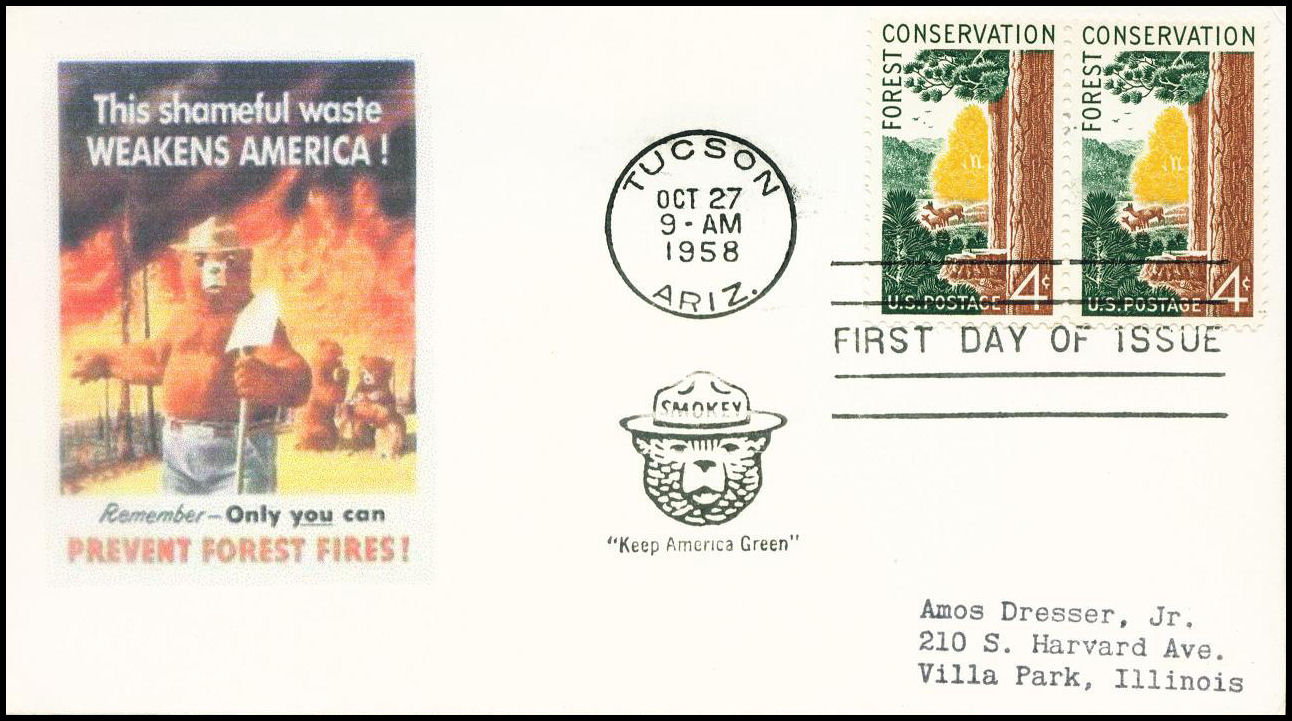 This shameful waste
WEAKENS AMERICA!
Remember-Only you can
PREVENT FOREST FIRES!
TUCSON
OCT 27
9-AM
1958
ARIZ.
SMOKEY
"Keep America Green"
FOREST CONSERVATION
U.S.POSTAGE 4¢
FOREST CONSERVATION
U.S.POSTAGE 4¢
FIRST DAY OF ISSUE
Amos Dresser, Jr.
210 S. Harvard Ave.
Villa Park, Illinois